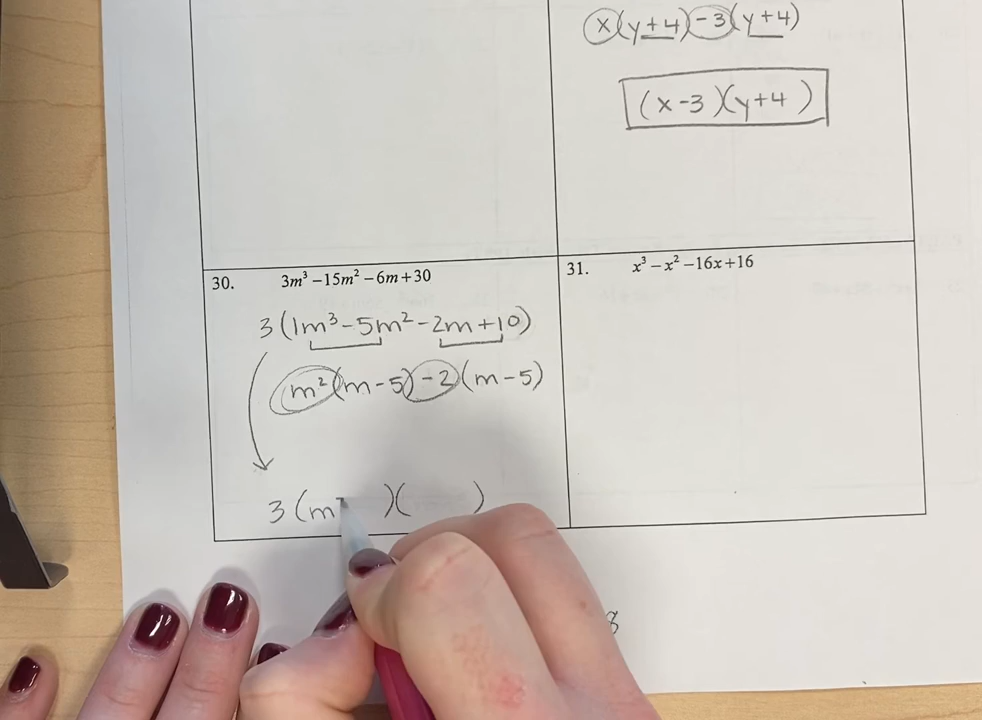 x(y+4)-3(y+4)
(x-3)(y+4)
30. 3m³ −15m² −6m+30
3(1m³-5m²-2m+10)
m²(m-5)-2(m-5)
3(m )( )
31. x³ − x² −16x+16
8